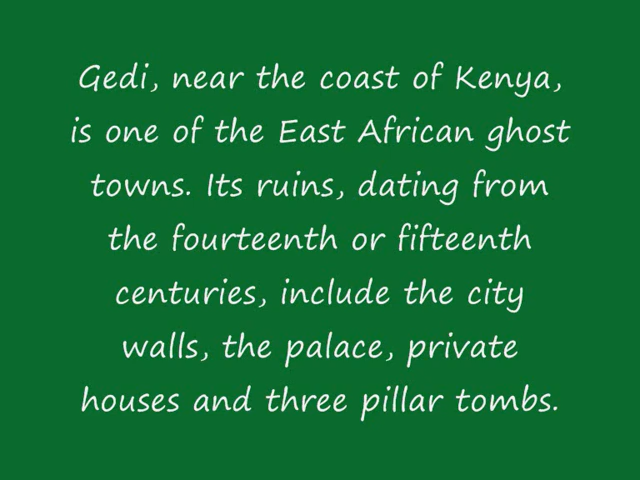 Gedi, near the coast of Kenya,
is one of the East African ghost
towns. Its ruins, dating from
the fourteenth or fifteenth
centuries, include the city
walls, the palace, private
houses and three pillar tombs.